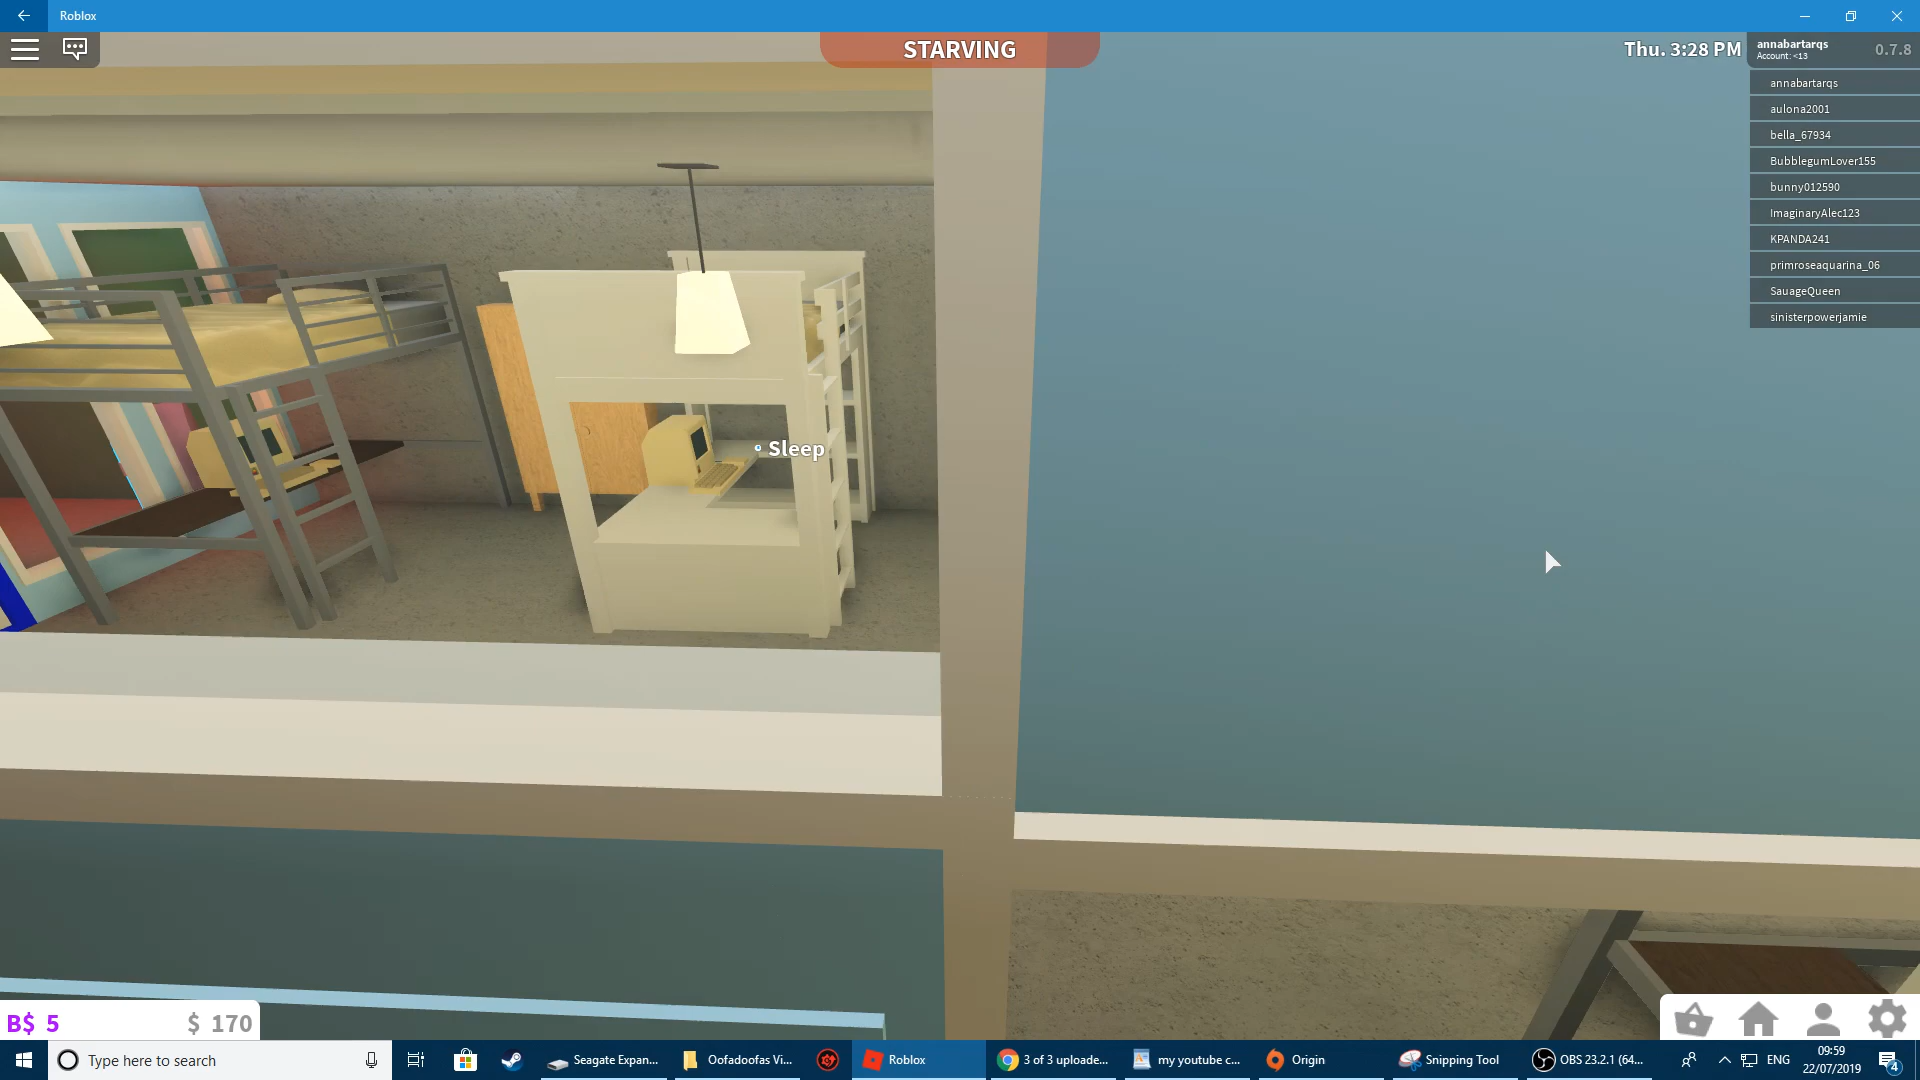 Roblox
STARVING
Thu. 3:28 PM
annabartarqs
Account: <13
0.7.8
annabartarqs
aulona2001
bella_67934
BubblegumLover155
bunny012590
ImaginaryAlec123
KPANDA241
primroseaquarina_06
SauageQueen
sinisterpowerjamie
Sleep
B$ 5
$ 170
Type here to search
Seagate Expan...
Oofadoofas Vi...
Roblox
3 of 3 uploade...
my youtube c...
Origin
Snipping Tool
OBS 23.2.1 (64...
ENG
09:59
22/07/2019
4